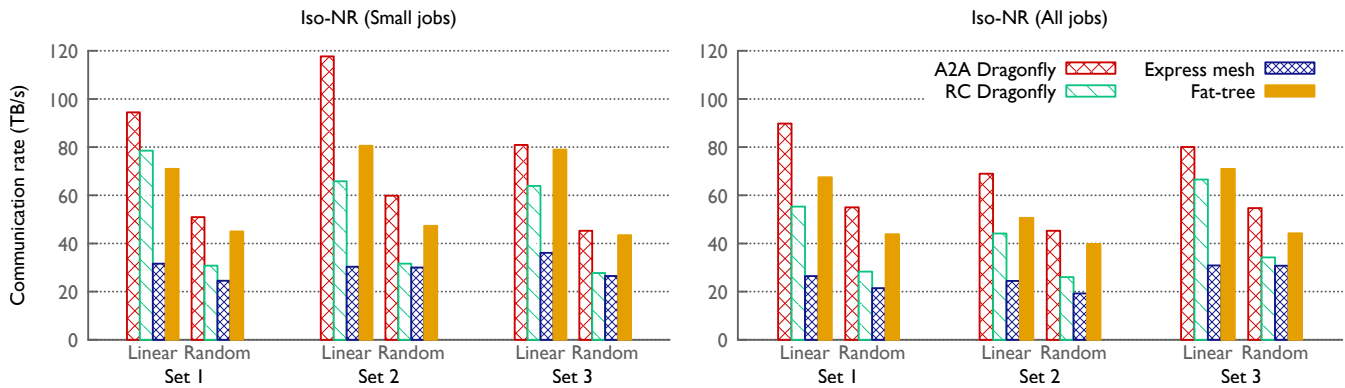 Iso-NR (Small jobs)
120
100
80
60
40
20
0
Communication rate (TB/s)
Linear Random Linear Random Linear Random
Set 1 Set 2 Set 3
Iso-NR (All jobs)
120
100
80
60
40
20
0
A2A Dragonfly Express mesh
RC Dragonfly Fat-tree
Linear Random Linear Random Linear Random
Set 1 Set 2 Set 3